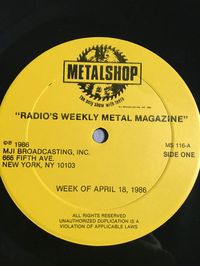 METALSHOP
The only show with teeth
"RADIO'S WEEKLY METAL MAGAZINE"
©℗ 1986
MJI BROADCASTING, INC.
666 FIFTH AVE.
NEW YORK, NY 10103
MS 116-A
SIDE ONE
WEEK OF APRIL 18, 1986
ALL RIGHTS RESERVED
UNAUTHORIZED DUPLICATION IS A
VIOLATION OF APPLICABLE LAWS